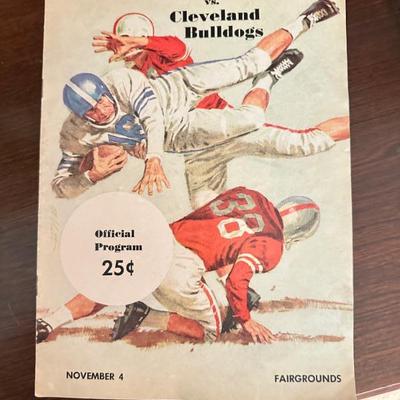 vs.
Cleveland
Bulldogs
38
Official
Program
25¢
NOVEMBER 4
FAIRGROUNDS